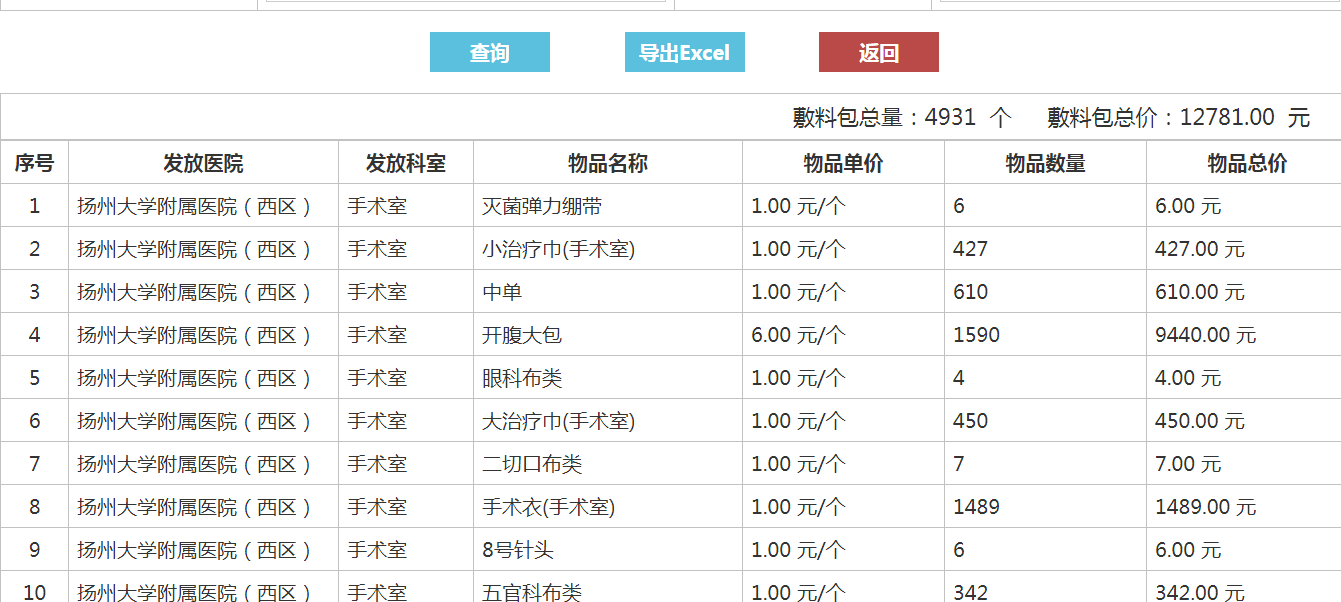 查询 导出Excel 返回
敷料包总量：4931 个 敷料包总价：12781.00 元
序号 发放医院 发放科室 物品名称 物品单价 物品数量 物品总价
1 扬州大学附属医院（西区） 手术室 灭菌弹力绷带 1.00 元/个 6 6.00 元
2 扬州大学附属医院（西区） 手术室 小治疗巾(手术室) 1.00 元/个 427 427.00 元
3 扬州大学附属医院（西区） 手术室 中单 1.00 元/个 610 610.00 元
4 扬州大学附属医院（西区） 手术室 开腹大包 6.00 元/个 1590 9440.00 元
5 扬州大学附属医院（西区） 手术室 眼科布类 1.00 元/个 4 4.00 元
6 扬州大学附属医院（西区） 手术室 大治疗巾(手术室) 1.00 元/个 450 450.00 元
7 扬州大学附属医院（西区） 手术室 二切口布类 1.00 元/个 7 7.00 元
8 扬州大学附属医院（西区） 手术室 手术衣(手术室) 1.00 元/个 1489 1489.00 元
9 扬州大学附属医院（西区） 手术室 8号针头 1.00 元/个 6 6.00 元
10 扬州大学附属医院（西区） 手术室 五官科布类 1.00 元/个 342 342.00 元